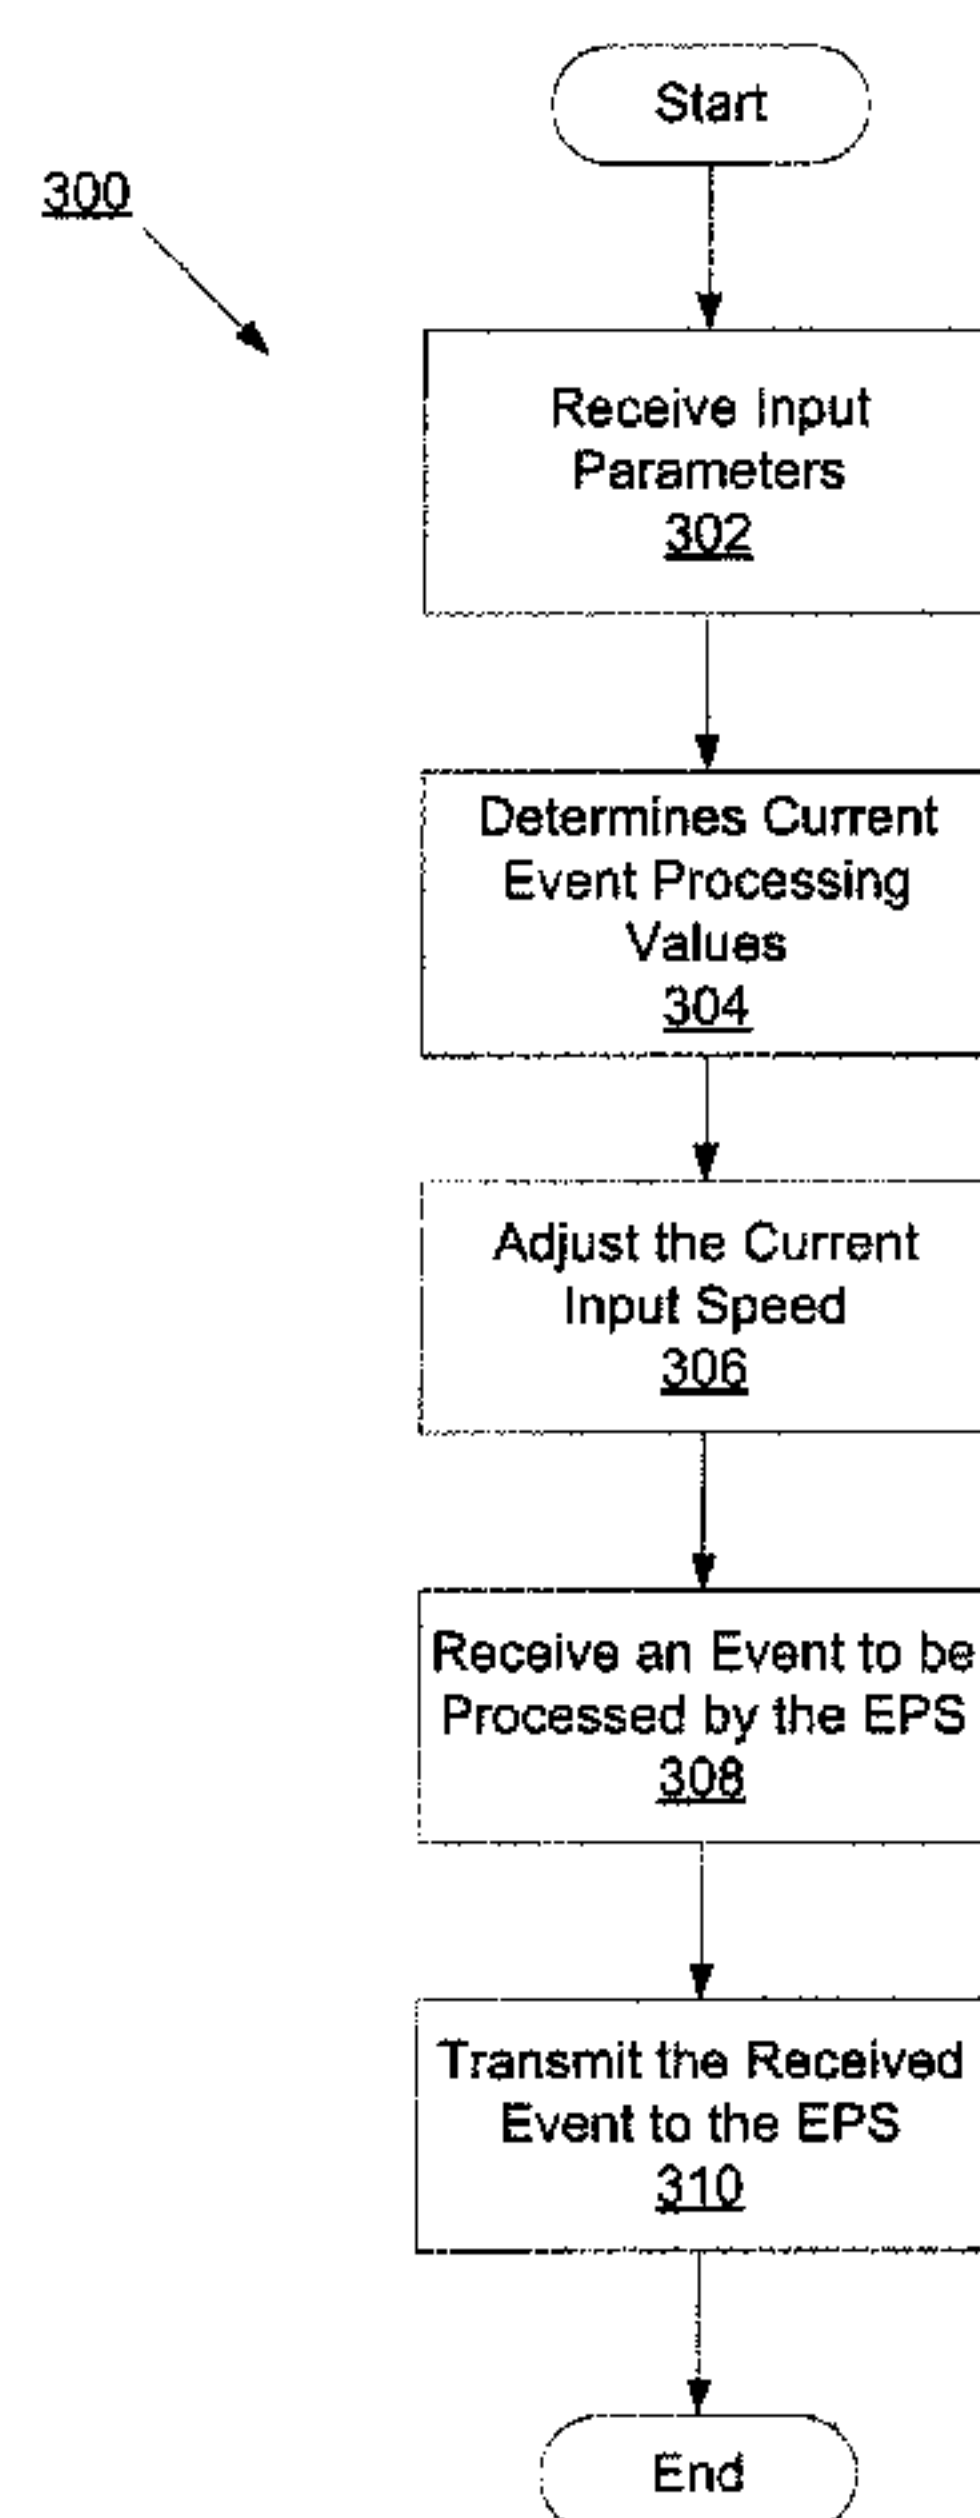 Start
300
Receive Input
Parameters
302
Determines Current
Event Processing
Values
304
Adjust the Current
Input Speed
306
Receive an Event to be
Processed by the EPS
308
Transmit the Received
Event to the EPS
310
End